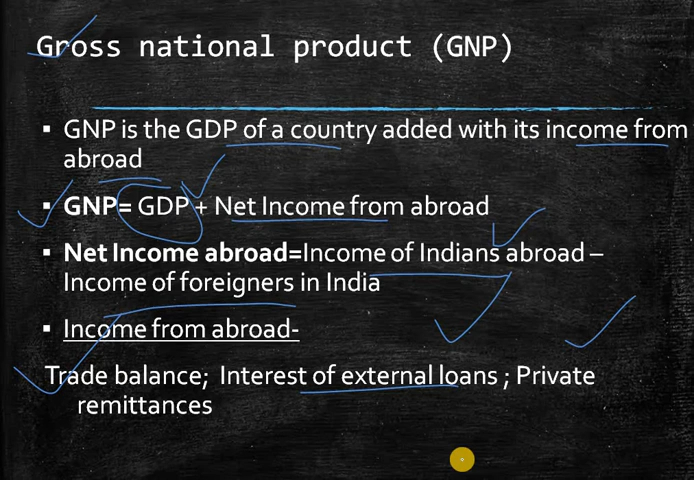 Gross national product (GNP)
▪ GNP is the GDP of a country added with its income from
abroad
▪ GNP= GDP + Net Income from abroad
▪ Net Income abroad=Income of Indians abroad –
Income of foreigners in India
▪ Income from abroad-
Trade balance; Interest of external loans ; Private
remittances